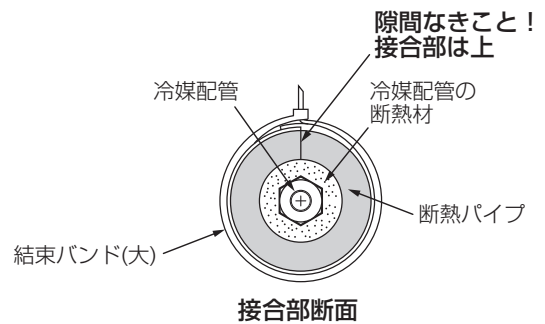 隙間なきこと！
接合部は上
冷媒配管
冷媒配管の
断熱材
断熱パイプ
結束バンド(大)
接合部断面